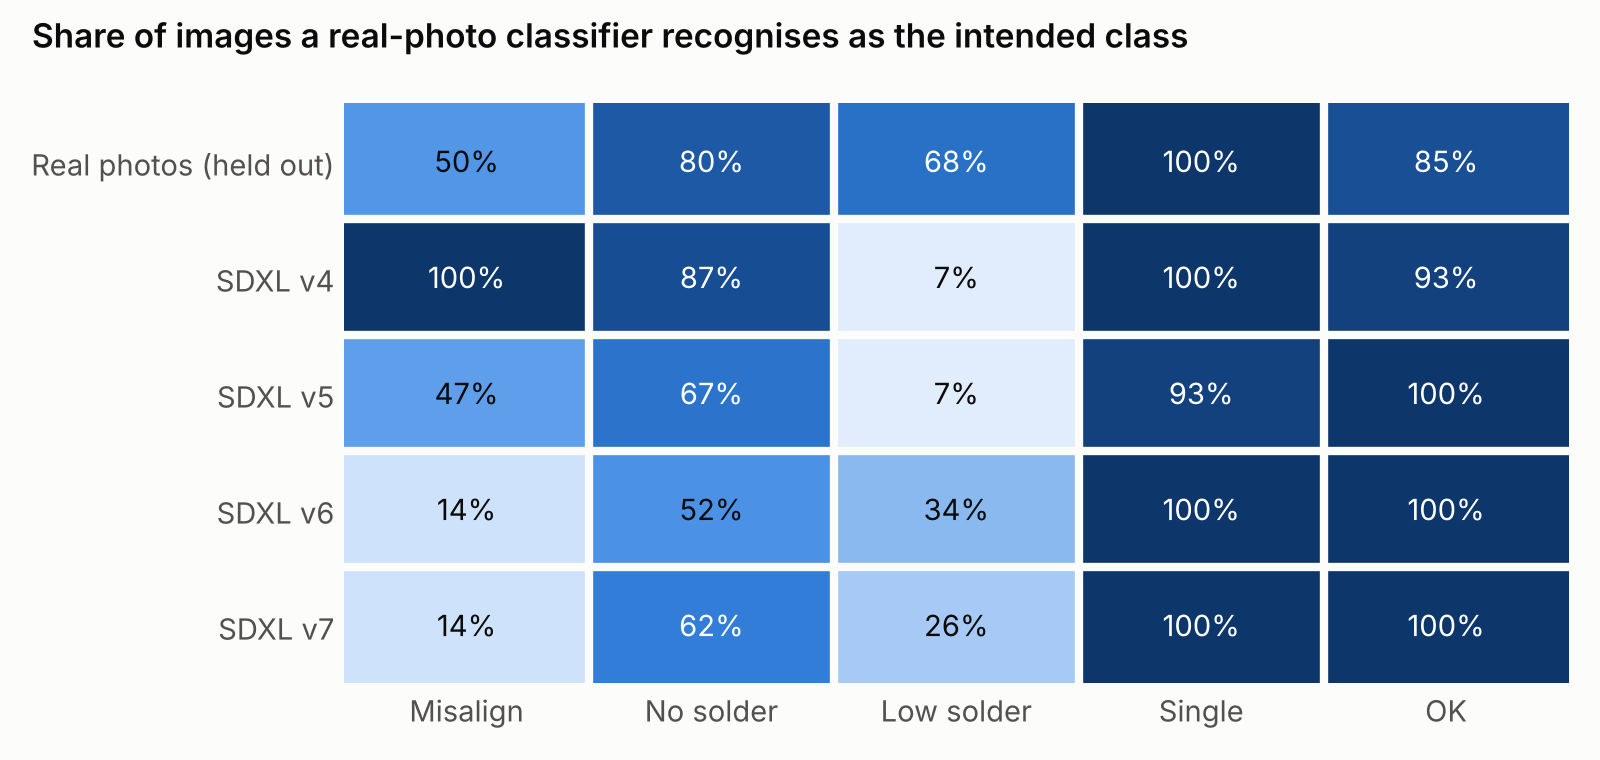 Share of images a real-photo classifier recognises as the intended class
Real photos (held out) 50% 80% 68% 100% 85%
SDXL v4 100% 87% 7% 100% 93%
SDXL v5 47% 67% 7% 93% 100%
SDXL v6 14% 52% 34% 100% 100%
SDXL v7 14% 62% 26% 100% 100%
Misalign No solder Low solder Single OK